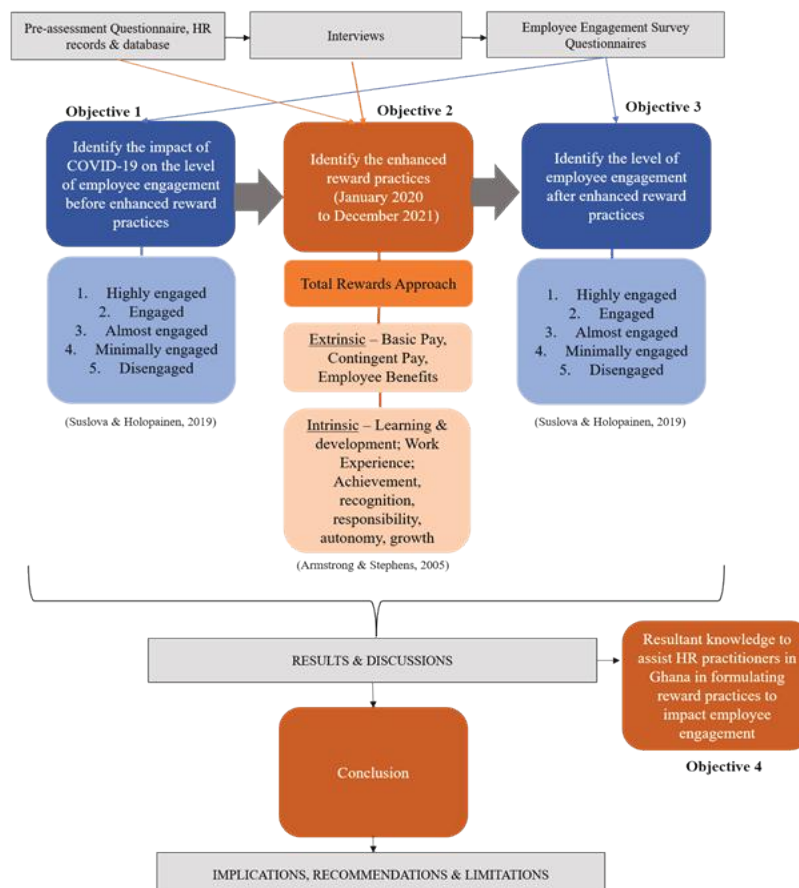 Pre-assessment Questionnaire, HR
records & database
Interviews
Employee Engagement Survey
Questionnaires
Objective 1
Objective 2
Objective 3
Identify the impact of
COVID-19 on the level
of employee engagement
before enhanced reward
practices
Identify the enhanced
reward practices
(January 2020
to December 2021)
Identify the level of
employee engagement
after enhanced reward
practices
1. Highly engaged
2. Engaged
3. Almost engaged
4. Minimally engaged
5. Disengaged
(Suslova & Holopainen, 2019)
Total Rewards Approach
Extrinsic – Basic Pay,
Contingent Pay,
Employee Benefits
Intrinsic – Learning &
development; Work
Experience;
Achievement,
recognition,
responsibility,
autonomy, growth
(Armstrong & Stephens, 2005)
1. Highly engaged
2. Engaged
3. Almost engaged
4. Minimally engaged
5. Disengaged
(Suslova & Holopainen, 2019)
RESULTS & DISCUSSIONS
Resultant knowledge to
assist HR practitioners in
Ghana in formulating
reward practices to
impact employee
engagement
Objective 4
Conclusion
IMPLICATIONS, RECOMMENDATIONS & LIMITATIONS